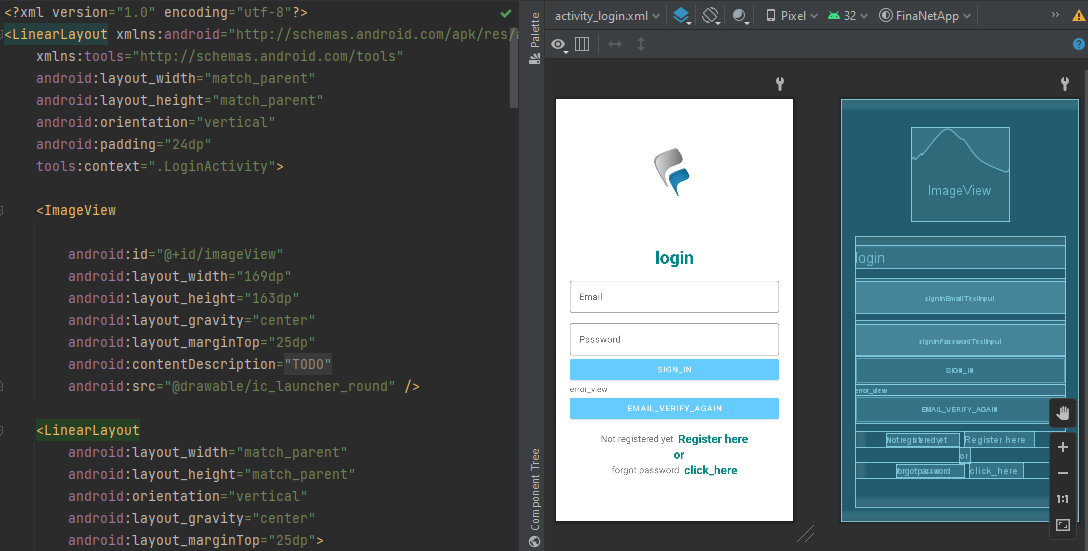 <?xml version="1.0" encoding="utf-8"?>
<LinearLayout xmlns:android="http://schemas.android.com/apk/res/
xmlns:tools="http://schemas.android.com/tools"
android:layout_width="match_parent"
android:layout_height="match_parent"
android:orientation="vertical"
android:padding="24dp"
tools:context=".LoginActivity">
<ImageView
android:id="@+id/imageView"
android:layout_width="169dp"
android:layout_height="163dp"
android:layout_gravity="center"
android:layout_marginTop="25dp"
android:contentDescription="TODO"
android:src="@drawable/ic_launcher_round" />
<LinearLayout
android:layout_width="match_parent"
android:layout_height="match_parent"
android:orientation="vertical"
android:layout_gravity="center"
android:layout_marginTop="25dp">
Palette
Component Tree
activity_login.xml
Pixel
32
FinaNetApp
login
Email
Password
SIGN_IN
error_view
EMAIL_VERIFY_AGAIN
Not registered yet Register here
or
forgot password click_here
ImageView
login
signInEmailTextInput
signInPasswordTextInput
SIGN_IN
error_view
EMAIL_VERIFY_AGAIN
Not registered yet Register here
or
forgot password click_here
1:1